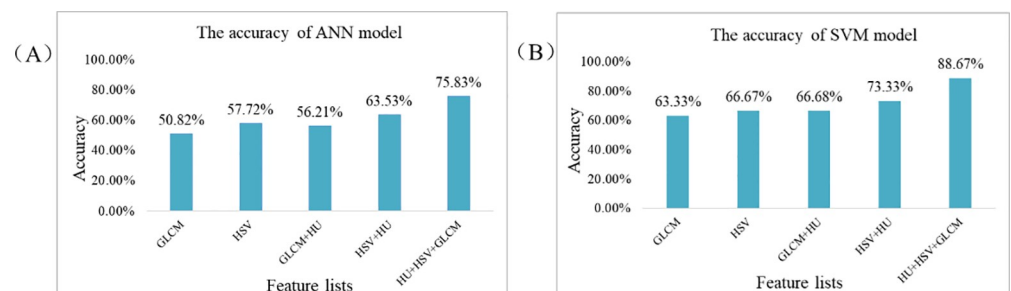 (A)
The accuracy of ANN model
100.00%
80.00%
60.00%
40.00%
20.00%
0.00%
Accuracy
50.82%
57.72%
56.21%
63.53%
75.83%
GLCM
HSV
GLCM+HU
HSV+HU
HU+HSV+GLCM
Feature lists
(B)
The accuracy of SVM model
100.00%
80.00%
60.00%
40.00%
20.00%
0.00%
Accuracy
63.33%
66.67%
66.68%
73.33%
88.67%
GLCM
HSV
GLCM+HU
HSV+HU
HU+HSV+GLCM
Feature lists